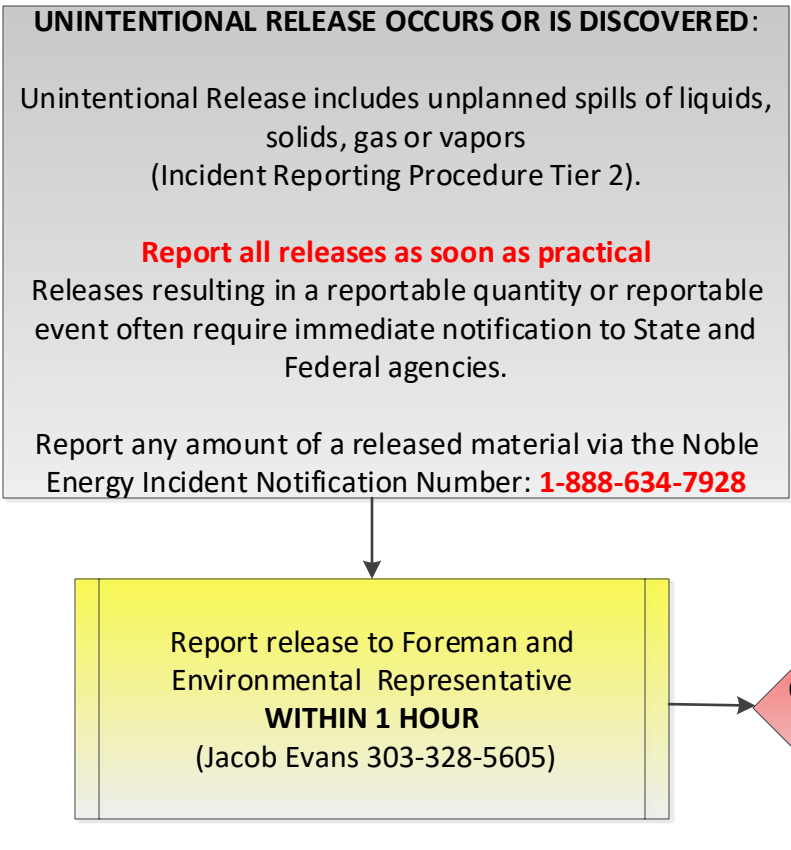 UNINTENTIONAL RELEASE OCCURS OR IS DISCOVERED:
Unintentional Release includes unplanned spills of liquids,
solids, gas or vapors
(Incident Reporting Procedure Tier 2).
Report all releases as soon as practical
Releases resulting in a reportable quantity or reportable
event often require immediate notification to State and
Federal agencies.
Report any amount of a released material via the Noble
Energy Incident Notification Number: 1-888-634-7928
Report release to Foreman and
Environmental Representative
WITHIN 1 HOUR
(Jacob Evans 303-328-5605)